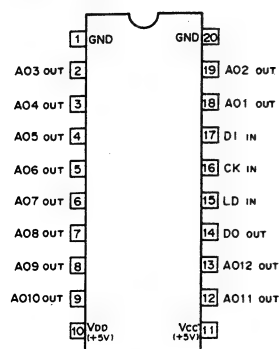 1 GND GND 20
AO3 OUT 2 19 AO2 OUT
AO4 OUT 3 18 AO1 OUT
AO5 OUT 4 17 DI IN
AO6 OUT 5 16 CK IN
AO7 OUT 6 15 LD IN
AO8 OUT 7 14 DO OUT
AO9 OUT 8 13 AO12 OUT
AO10 OUT 9 12 AO11 OUT
10 VDD VCC 11
(+5V) (+5V)